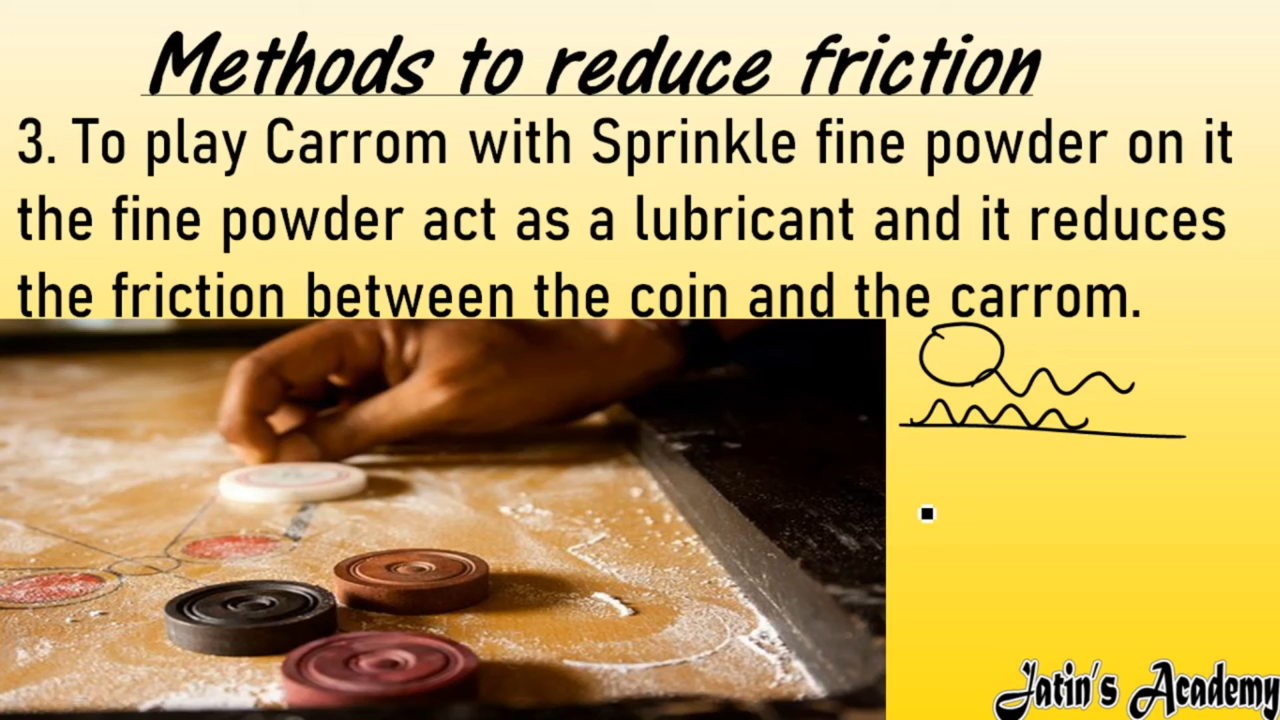 Methods to reduce friction
3. To play Carrom with Sprinkle fine powder on it
the fine powder act as a lubricant and it reduces
the friction between the coin and the carrom.
Jatin's Academy